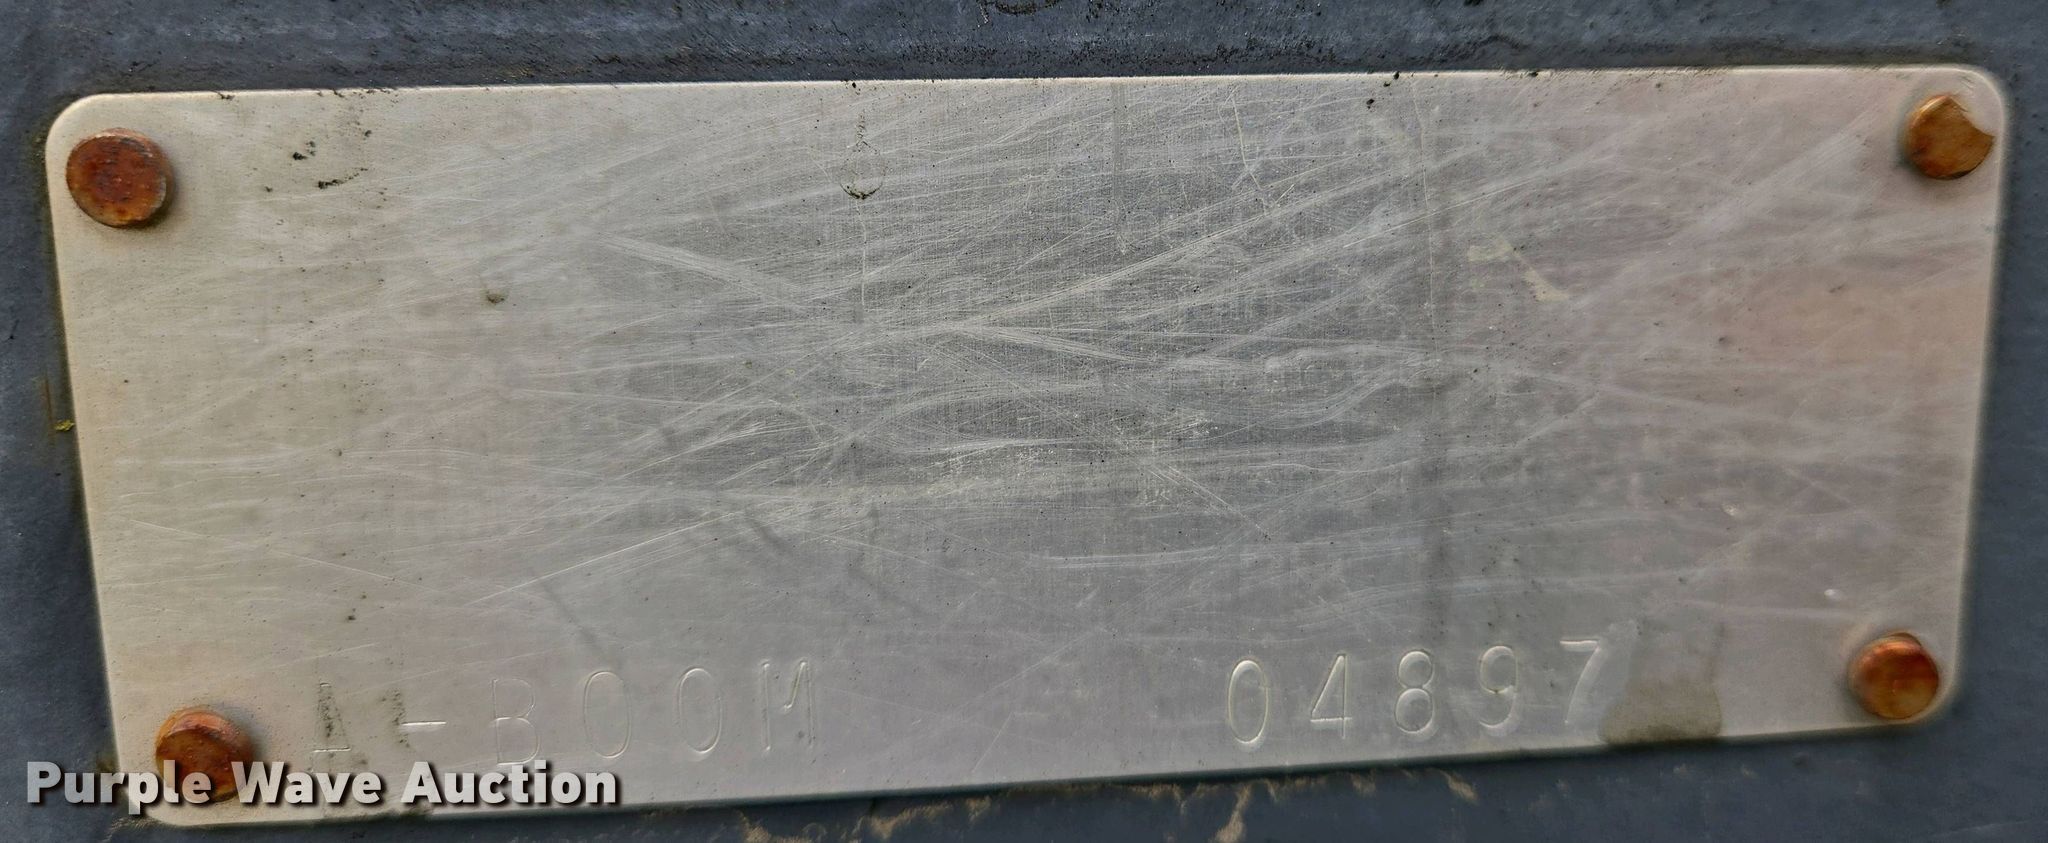 A-BOOM 04897
Purple Wave Auction